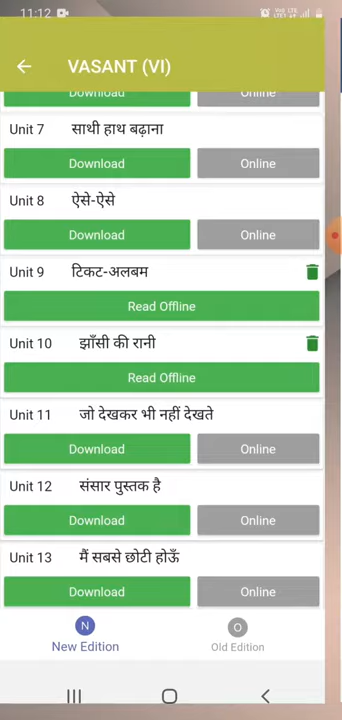 11:12
VASANT (VI)
Download Online
Unit 7 साथी हाथ बढ़ाना
Download Online
Unit 8 ऐसे-ऐसे
Download Online
Unit 9 टिकट-अलबम
Read Offline
Unit 10 झाँसी की रानी
Read Offline
Unit 11 जो देखकर भी नहीं देखते
Download Online
Unit 12 संसार पुस्तक है
Download Online
Unit 13 मैं सबसे छोटी होऊँ
Download Online
N O
New Edition Old Edition